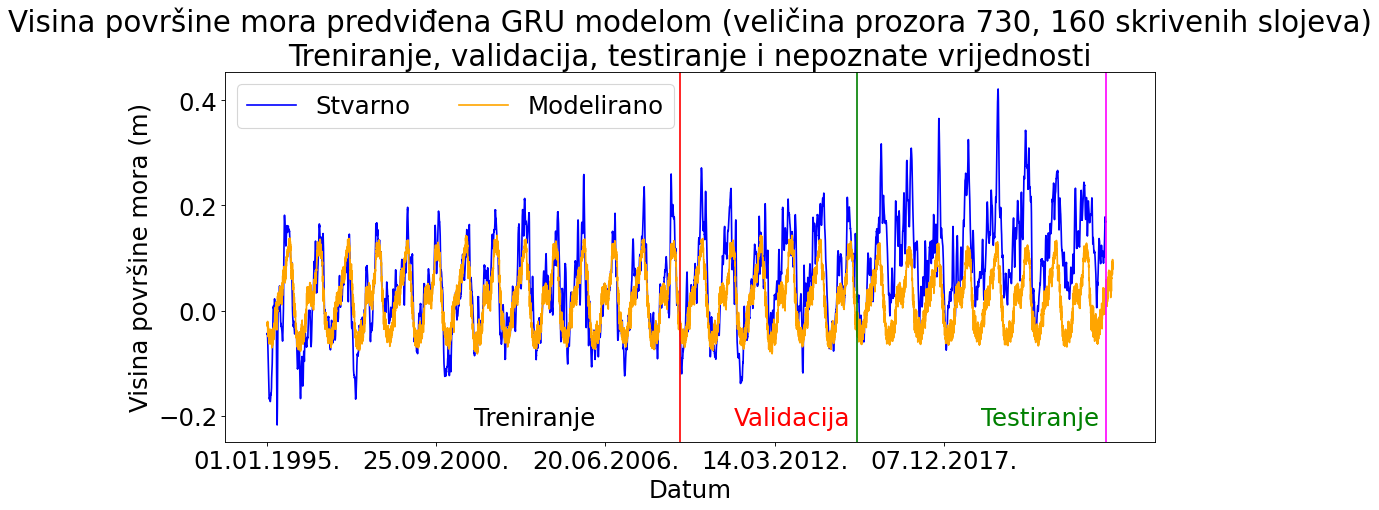 Visina površine mora predviđena GRU modelom (veličina prozora 730, 160 skrivenih slojeva)
Treniranje, validacija, testiranje i nepoznate vrijednosti
Stvarno
Modelirano
Visina površine mora (m)
0.4
0.2
0.0
−0.2
Treniranje
Validacija
Testiranje
01.01.1995.
25.09.2000.
20.06.2006.
14.03.2012.
07.12.2017.
Datum